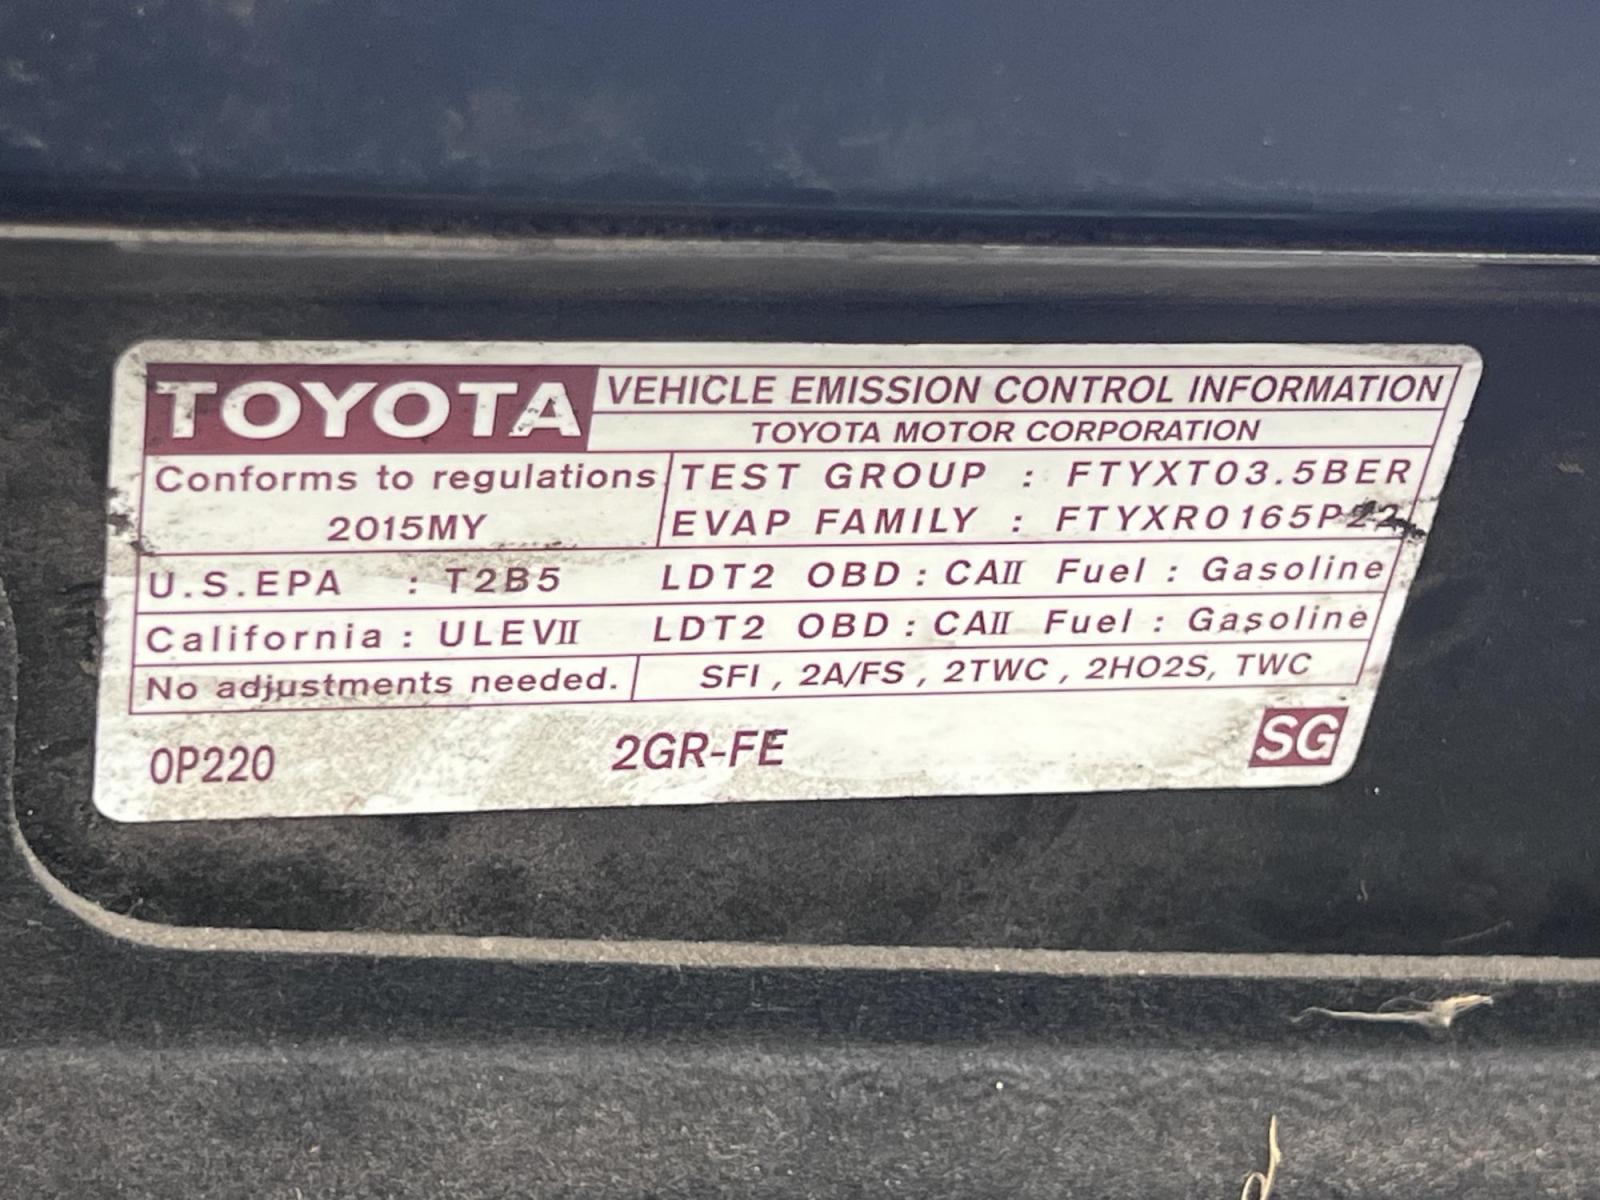 TOYOTA VEHICLE EMISSION CONTROL INFORMATION
TOYOTA MOTOR CORPORATION
Conforms to regulations
2015MY
TEST GROUP : FTYXT03.5BER
EVAP FAMILY : FTYXR0165P22
U.S.EPA : T2B5 LDT2 OBD : CAII Fuel : Gasoline
California : ULEVII LDT2 OBD : CAII Fuel : Gasoline
No adjustments needed. SFI , 2A/FS , 2TWC , 2HO2S, TWC
0P220 2GR-FE SG